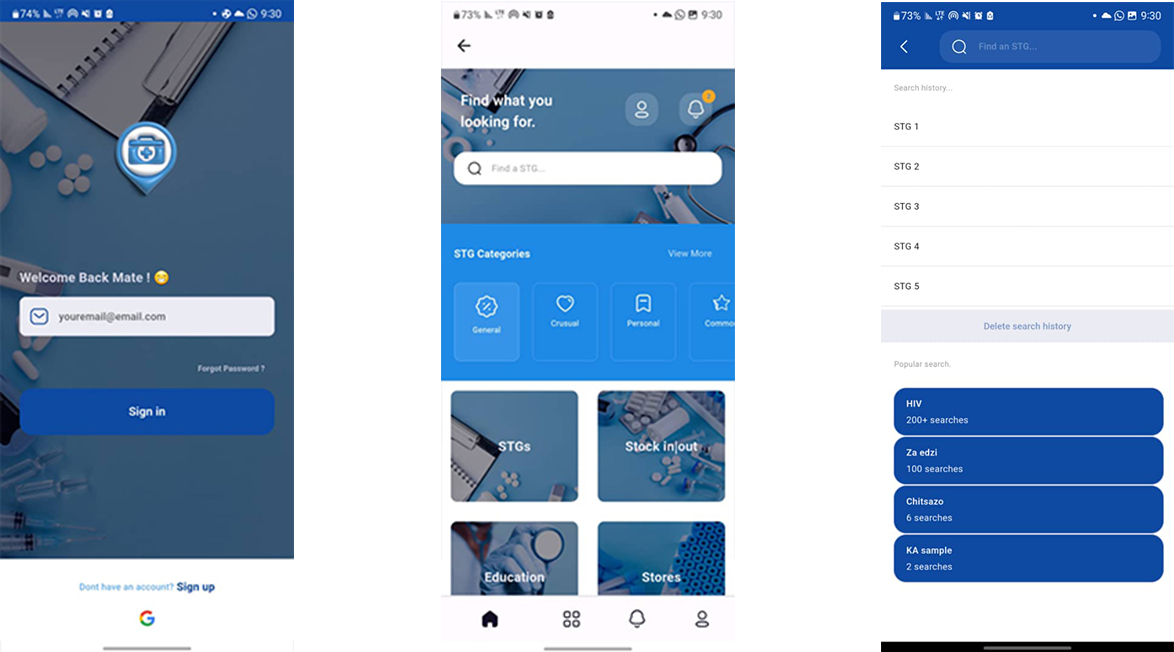 74%
9:30
Welcome Back Mate ! 😁
youremail@email.com
Forgot Password ?
Sign in
Dont have an account? Sign up
G
73%
LTE
9:30
Find what you
looking for.
2
Find a STG...
STG Categories
View More
General
Crusual
Personal
Commo
STGs
Stock in|out
Education
Stores
73%
LTE
9:30
Find an STG...
Search history...
STG 1
STG 2
STG 3
STG 4
STG 5
Delete search history
Popular search.
HIV
200+ searches
Za edzi
100 searches
Chitsazo
6 searches
KA sample
2 searches